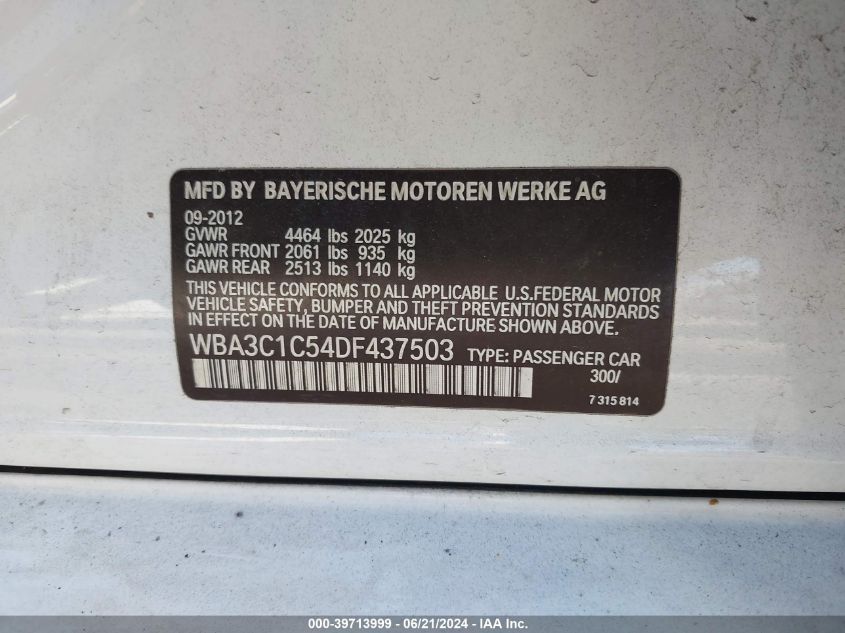 MFD BY BAYERISCHE MOTOREN WERKE AG
09-2012
GVWR 4464 lbs 2025 kg
GAWR FRONT 2061 lbs 935 kg
GAWR REAR 2513 lbs 1140 kg
THIS VEHICLE CONFORMS TO ALL APPLICABLE U.S.FEDERAL MOTOR
VEHICLE SAFETY, BUMPER AND THEFT PREVENTION STANDARDS
IN EFFECT ON THE DATE OF MANUFACTURE SHOWN ABOVE.
WBA3C1C54DF437503 TYPE: PASSENGER CAR
300/
7 315 814
000-39713999 - 06/21/2024 - IAAI Inc.